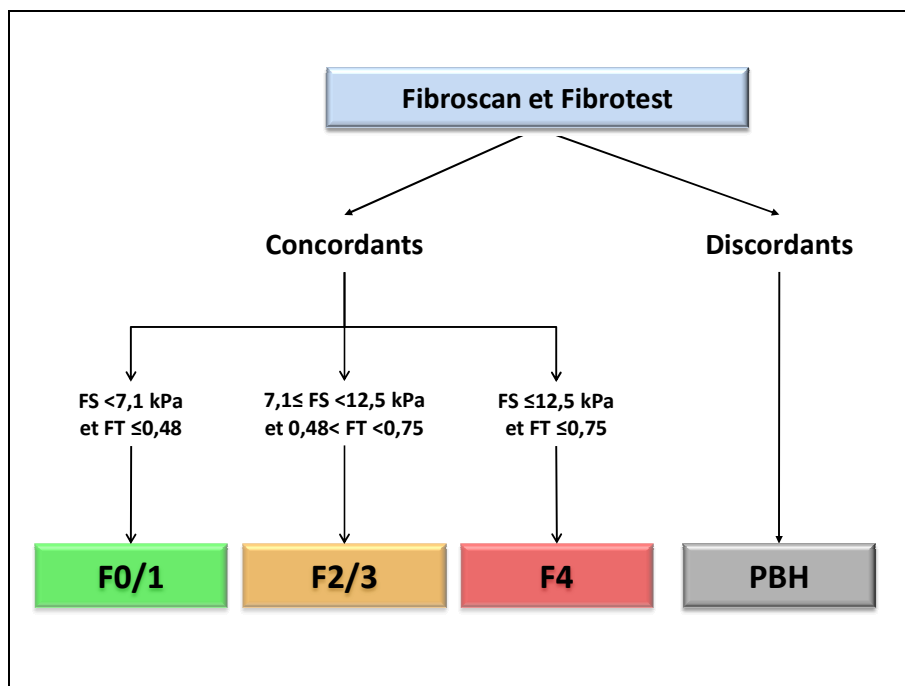 Fibroscan et Fibrotest
Concordants
Discordants
FS <7,1 kPa
et FT ≤0,48
7,1≤ FS <12,5 kPa
et 0,48< FT <0,75
FS ≤12,5 kPa
et FT ≤0,75
F0/1
F2/3
F4
PBH